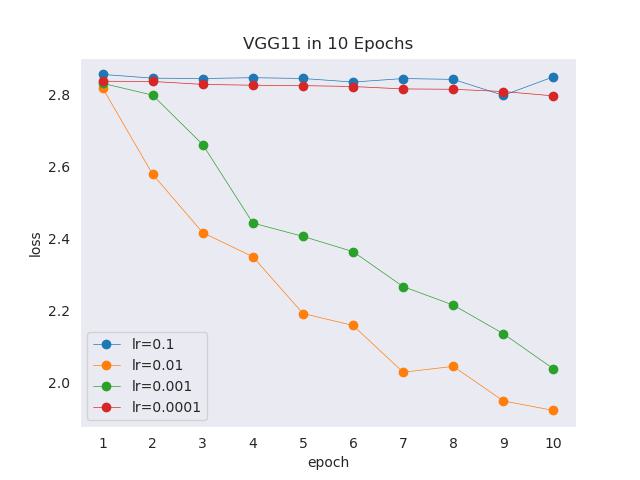 VGG11 in 10 Epochs
loss
2.8
2.6
2.4
2.2
2.0
lr=0.1
lr=0.01
lr=0.001
lr=0.0001
1 2 3 4 5 6 7 8 9 10
epoch